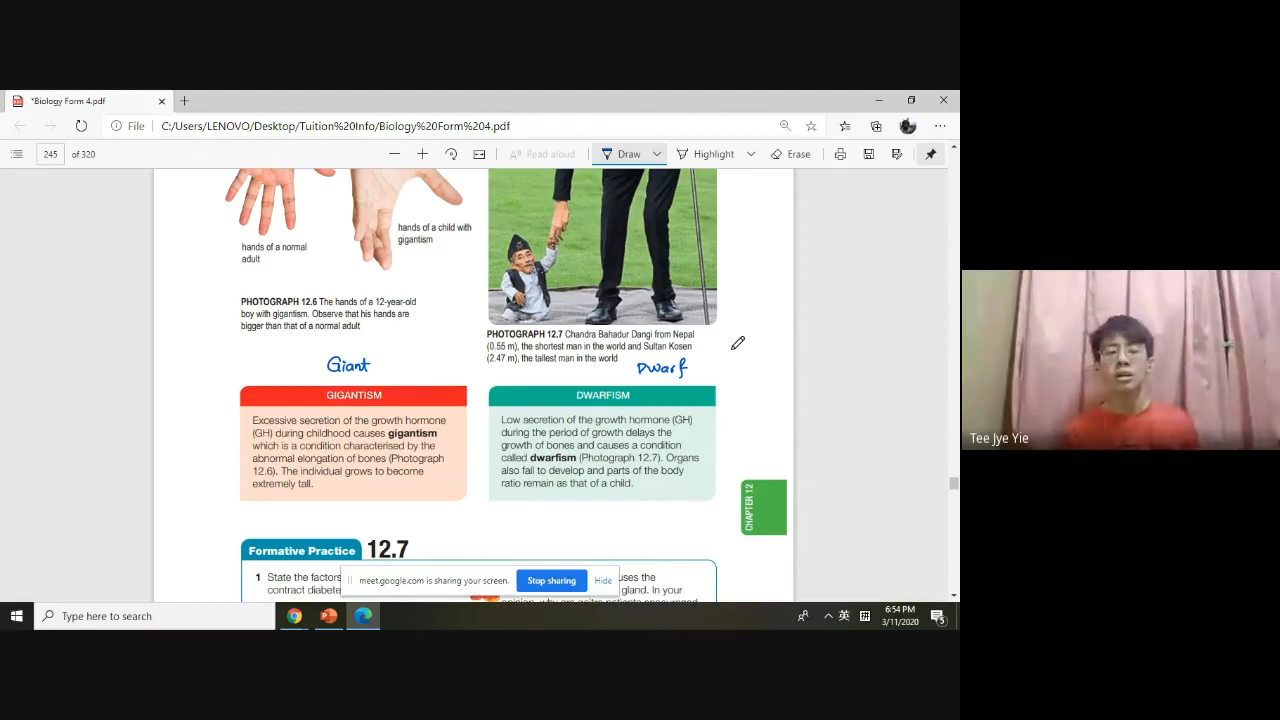 *Biology Form 4.pdf
File C:/Users/LENOVO/Desktop/Tuition%20Info/Biology%20Form%204.pdf
245 of 320 Read aloud Draw Highlight Erase
hands of a normal
adult
hands of a child with
gigantism
PHOTOGRAPH 12.6 The hands of a 12-year-old
boy with gigantism. Observe that his hands are
bigger than that of a normal adult
PHOTOGRAPH 12.7 Chandra Bahadur Dangi from Nepal
(0.55 m), the shortest man in the world and Sultan Kosen
(2.47 m), the tallest man in the world
Giant
Dwarf
GIGANTISM
Excessive secretion of the growth hormone
(GH) during childhood causes gigantism
which is a condition characterised by the
abnormal elongation of bones (Photograph
12.6). The individual grows to become
extremely tall.
DWARFISM
Low secretion of the growth hormone (GH)
during the period of growth delays the
growth of bones and causes a condition
called dwarfism (Photograph 12.7). Organs
also fail to develop and parts of the body
ratio remain as that of a child.
CHAPTER 12
Formative Practice 12.7
1 State the factors
contract diabete
uses the
gland. In your
meet.google.com is sharing your screen. Stop sharing Hide
Type here to search
英
6:54 PM
3/11/2020
5
Tee Jye Yie